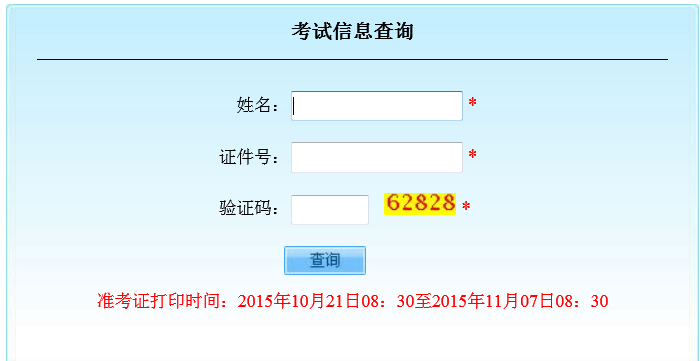 考试信息查询
姓名： *
证件号： *
验证码： 62828 *
查询
准考证打印时间：2015年10月21日08：30至2015年11月07日08：30